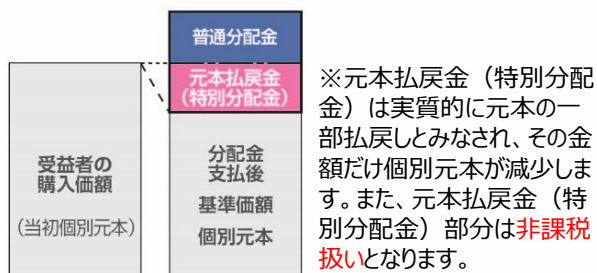 普通分配金
元本払戻金
(特別分配金)
受益者の
購入価額
(当初個別元本)
分配金
支払後
基準価額
個別元本
※元本払戻金（特別分配
金）は実質的に元本の一
部払戻しとみなされ、その金
額だけ個別元本が減少しま
す。また、元本払戻金（特
別分配金）部分は非課税
扱いとなります。